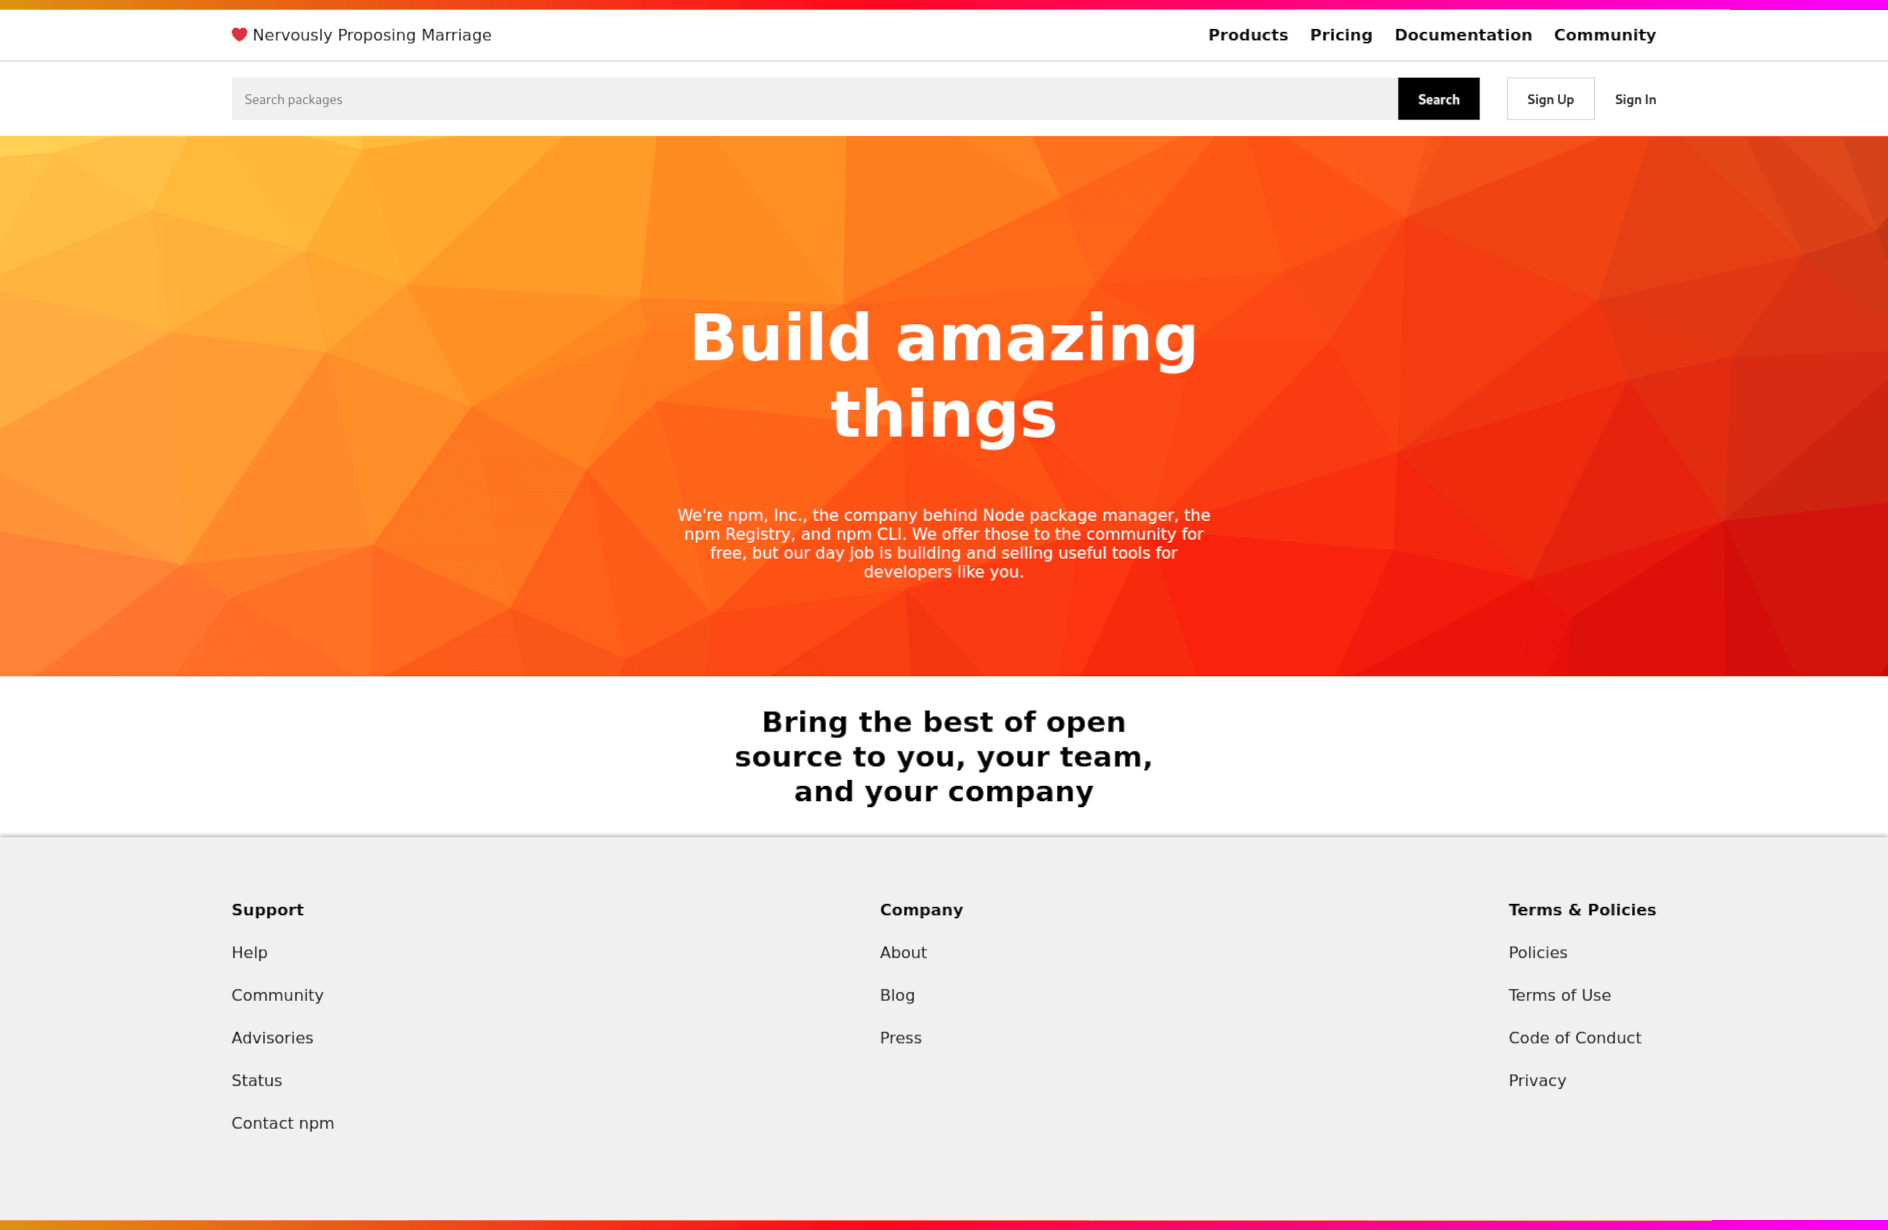 Nervously Proposing Marriage
Products Pricing Documentation Community
Search packages Search Sign Up Sign In
Build amazing
things
We're npm, Inc., the company behind Node package manager, the
npm Registry, and npm CLI. We offer those to the community for
free, but our day job is building and selling useful tools for
developers like you.
Bring the best of open
source to you, your team,
and your company
Support
Help
Community
Advisories
Status
Contact npm
Company
About
Blog
Press
Terms & Policies
Policies
Terms of Use
Code of Conduct
Privacy